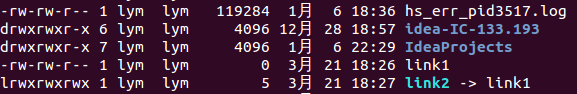 -rw-rw-r-- 1 lym  lym    119284  1月  6 18:36 hs_err_pid3517.log
drwxrwxr-x 6 lym  lym      4096 12月 28 18:57 idea-IC-133.193
drwxrwxr-x 7 lym  lym      4096  1月  6 22:29 IdeaProjects
-rw-rw-r-- 1 lym  lym         0  3月 21 18:26 link1
lrwxrwxrwx 1 lym  lym         5  3月 21 18:27 link2 -> link1